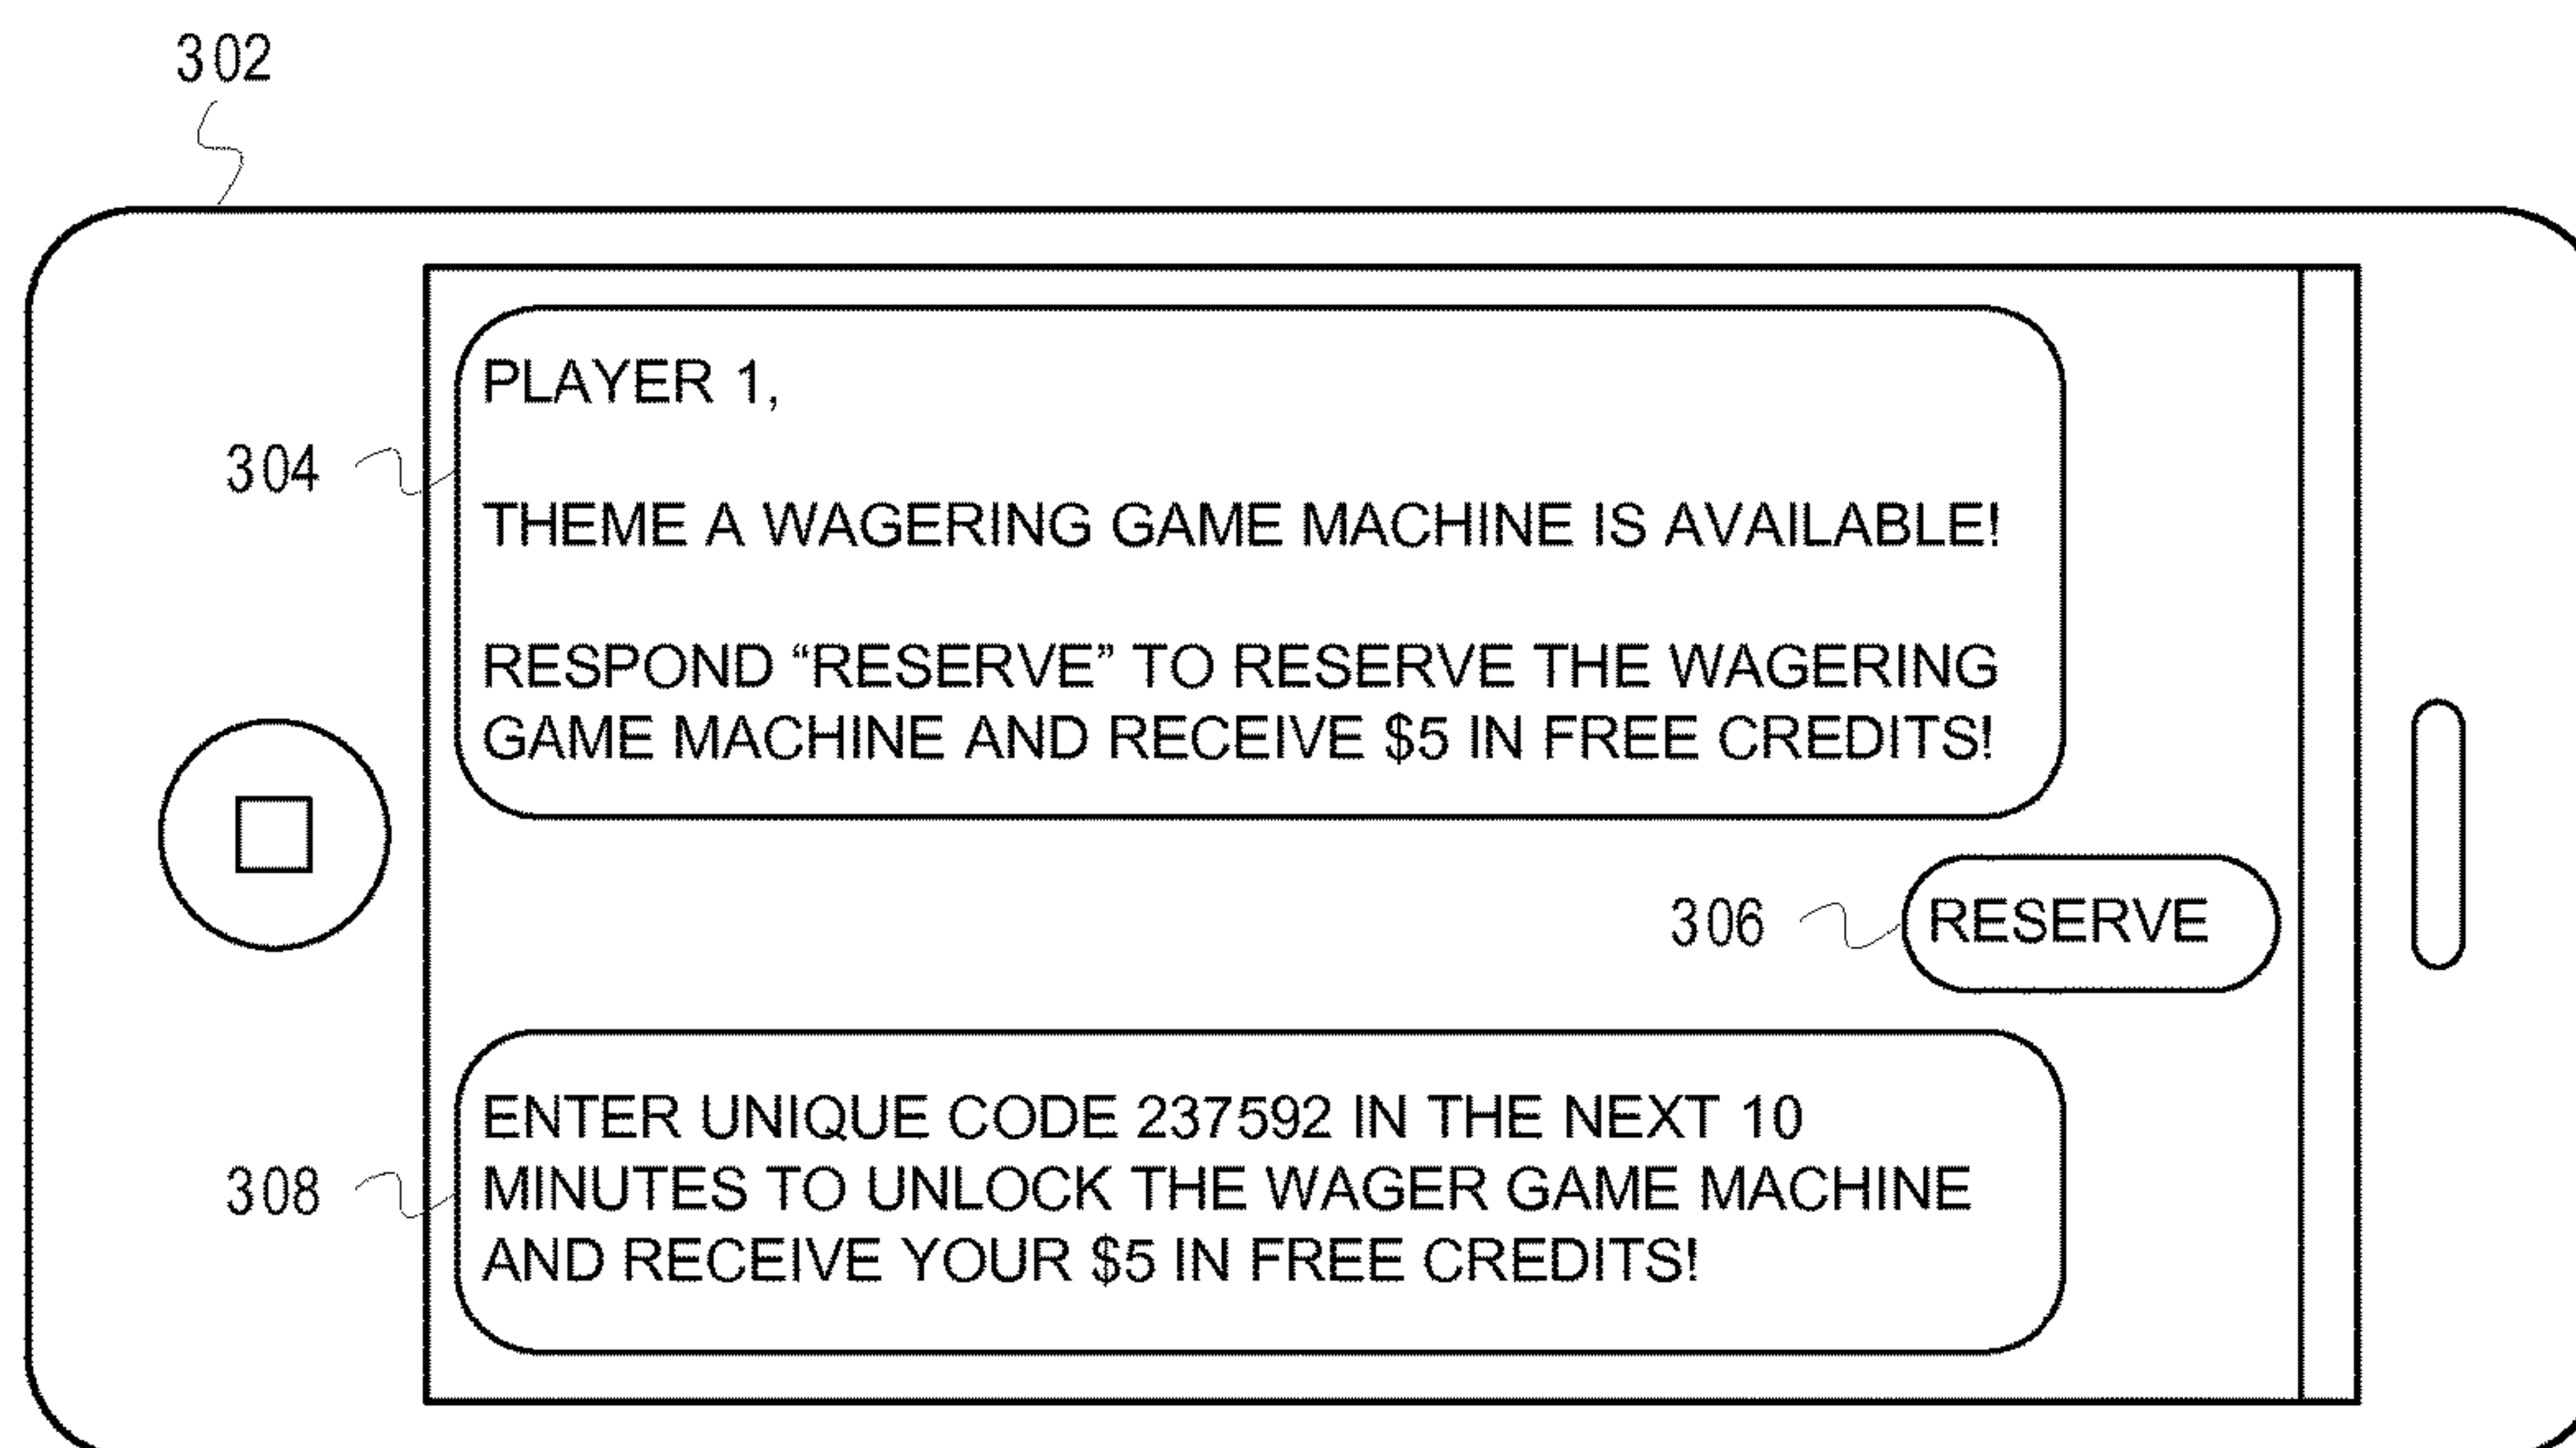 302
PLAYER 1,
304
THEME A WAGERING GAME MACHINE IS AVAILABLE!
RESPOND “RESERVE” TO RESERVE THE WAGERING
GAME MACHINE AND RECEIVE $5 IN FREE CREDITS!
306
RESERVE
ENTER UNIQUE CODE 237592 IN THE NEXT 10
308
MINUTES TO UNLOCK THE WAGER GAME MACHINE
AND RECEIVE YOUR $5 IN FREE CREDITS!